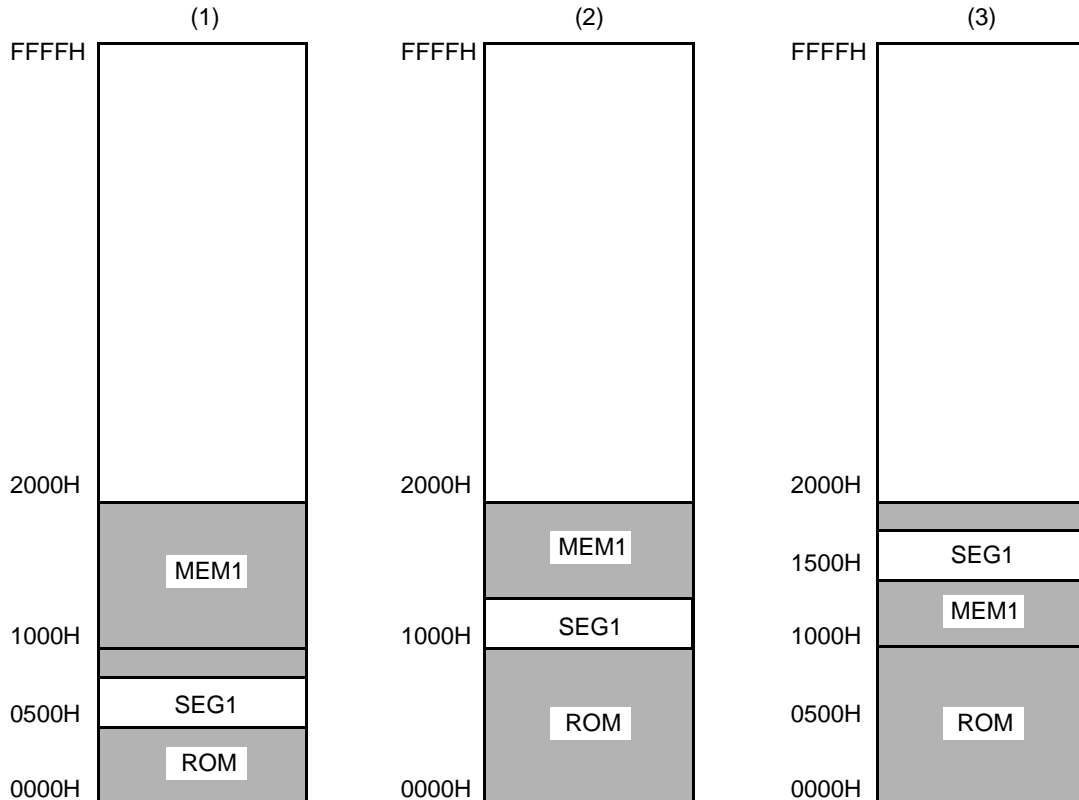 (1)
FFFFH
2000H
MEM1
1000H
SEG1
0500H
ROM
0000H
(2)
FFFFH
2000H
MEM1
1000H
SEG1
ROM
0000H
(3)
FFFFH
2000H
SEG1
1500H
MEM1
1000H
0500H
ROM
0000H